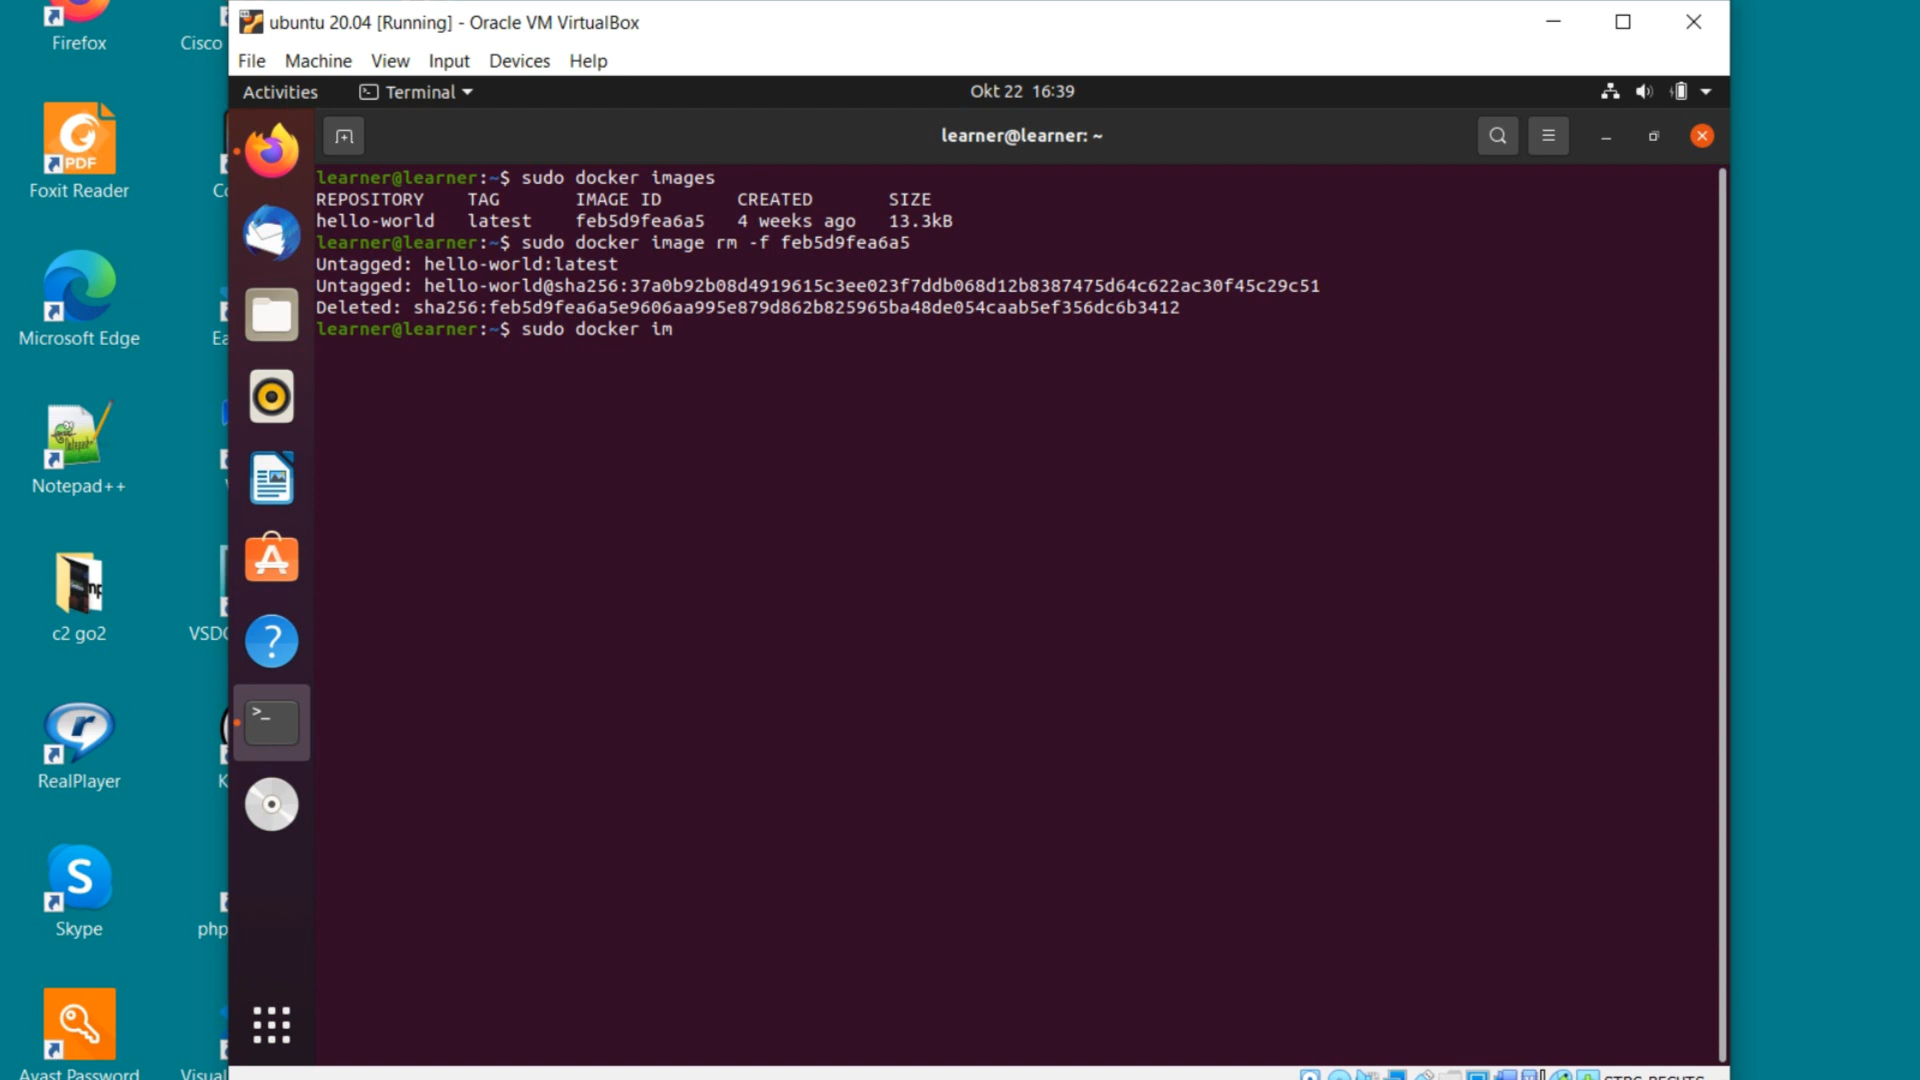 ubuntu 20.04 [Running] - Oracle VM VirtualBox
File Machine View Input Devices Help
Activities Terminal Okt 22 16:39
learner@learner: ~
learner@learner:~$ sudo docker images
REPOSITORY TAG IMAGE ID CREATED SIZE
hello-world latest feb5d9fea6a5 4 weeks ago 13.3kB
learner@learner:~$ sudo docker image rm -f feb5d9fea6a5
Untagged: hello-world:latest
Untagged: hello-world@sha256:37a0b92b08d4919615c3ee023f7ddb068d12b8387475d64c622ac30f45c29c51
Deleted: sha256:feb5d9fea6a5e9606aa995e879d862b825965ba48de054caab5ef356dc6b3412
learner@learner:~$ sudo docker im
Firefox
Cisco
PDF
Foxit Reader
Microsoft Edge
Notepad++
c2 go2
VSDC
RealPlayer
Skype
php
Avast Password
Visual
STRG-RECHTS